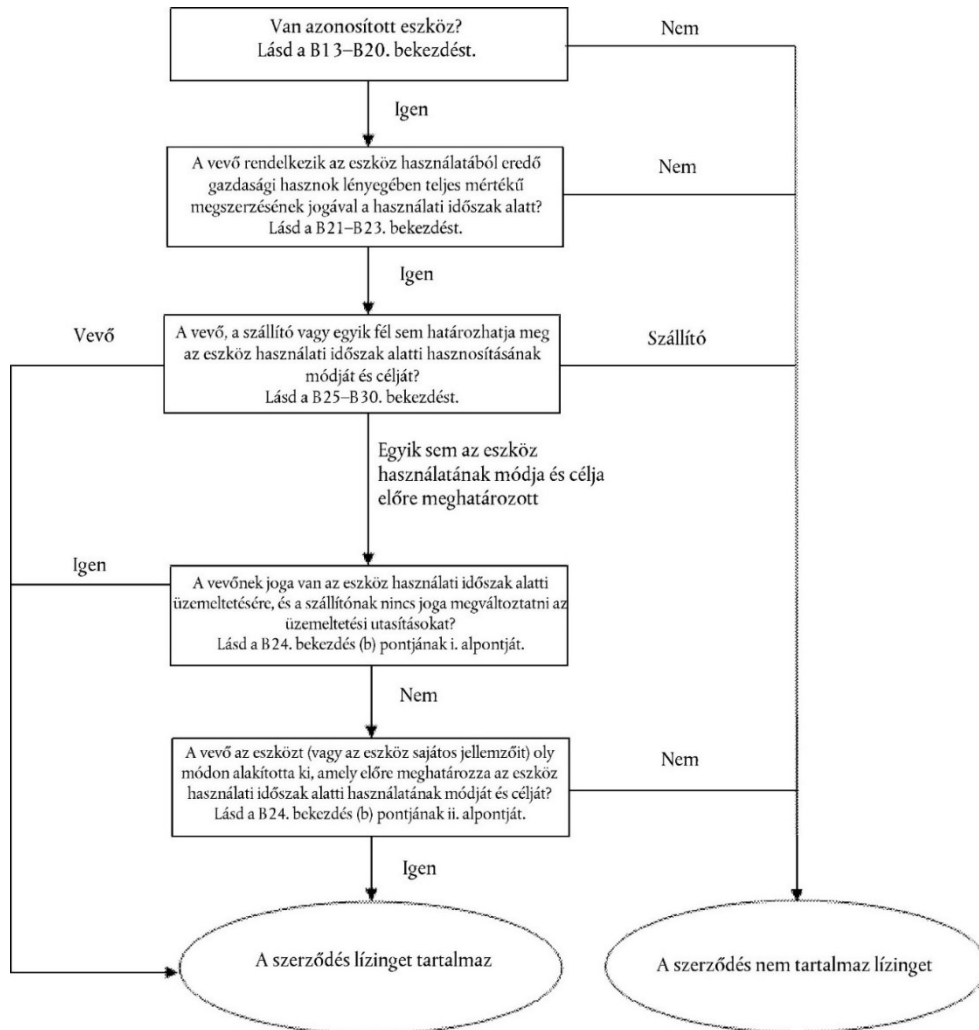 Van azonosított eszköz?
Lásd a B13–B20. bekezdést.
Nem
Igen
A vevő rendelkezik az eszköz használatából eredő
gazdasági hasznok lényegében teljes mértékű
megszerzésének jogával a használati időszak alatt?
Lásd a B21–B23. bekezdést.
Nem
Igen
Vevő
A vevő, a szállító vagy egyik fél sem határozhatja meg
az eszköz használati időszak alatti hasznosításának
módját és célját?
Lásd a B25–B30. bekezdést.
Szállító
Egyik sem az eszköz
használatának módja és célja
előre meghatározott
Igen
A vevőnek joga van az eszköz használati időszak alatti
üzemeltetésére, és a szállítónak nincs joga megváltoztatni az
üzemeltetési utasításokat?
Lásd a B24. bekezdés (b) pontjának i. alpontját.
Nem
A vevő az eszközt (vagy az eszköz sajátos jellemzőit) oly
módon alakította ki, amely előre meghatározza az eszköz
használati időszak alatti használatának módját és célját?
Lásd a B24. bekezdés (b) pontjának ii. alpontját.
Nem
Igen
A szerződés lízinget tartalmaz
A szerződés nem tartalmaz lízinget